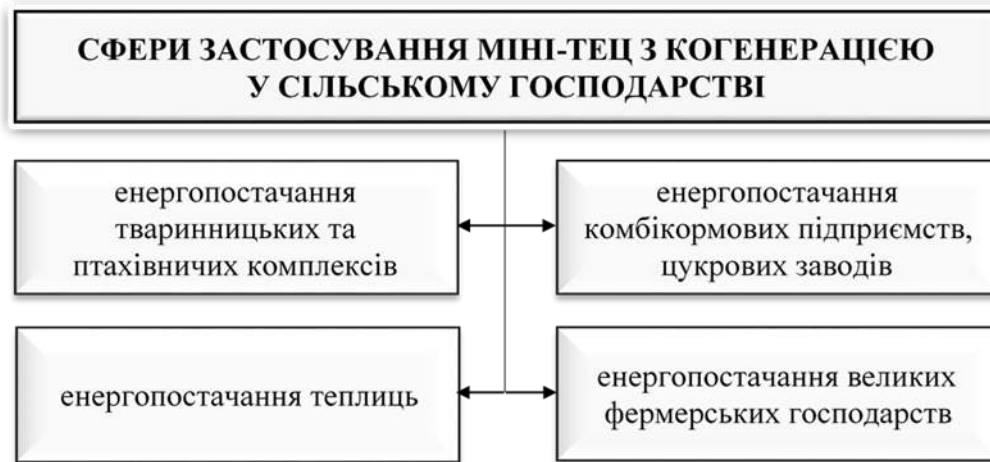 СФЕРИ ЗАСТОСУВАННЯ МІНІ-ТЕЦ З КОГЕНЕРАЦІЄЮ
У СІЛЬСЬКОМУ ГОСПОДАРСТВІ
енергопостачання
тваринницьких та
птахівничих комплексів
енергопостачання
комбікормових підприємств,
цукрових заводів
енергопостачання теплиць
енергопостачання великих
фермерських господарств